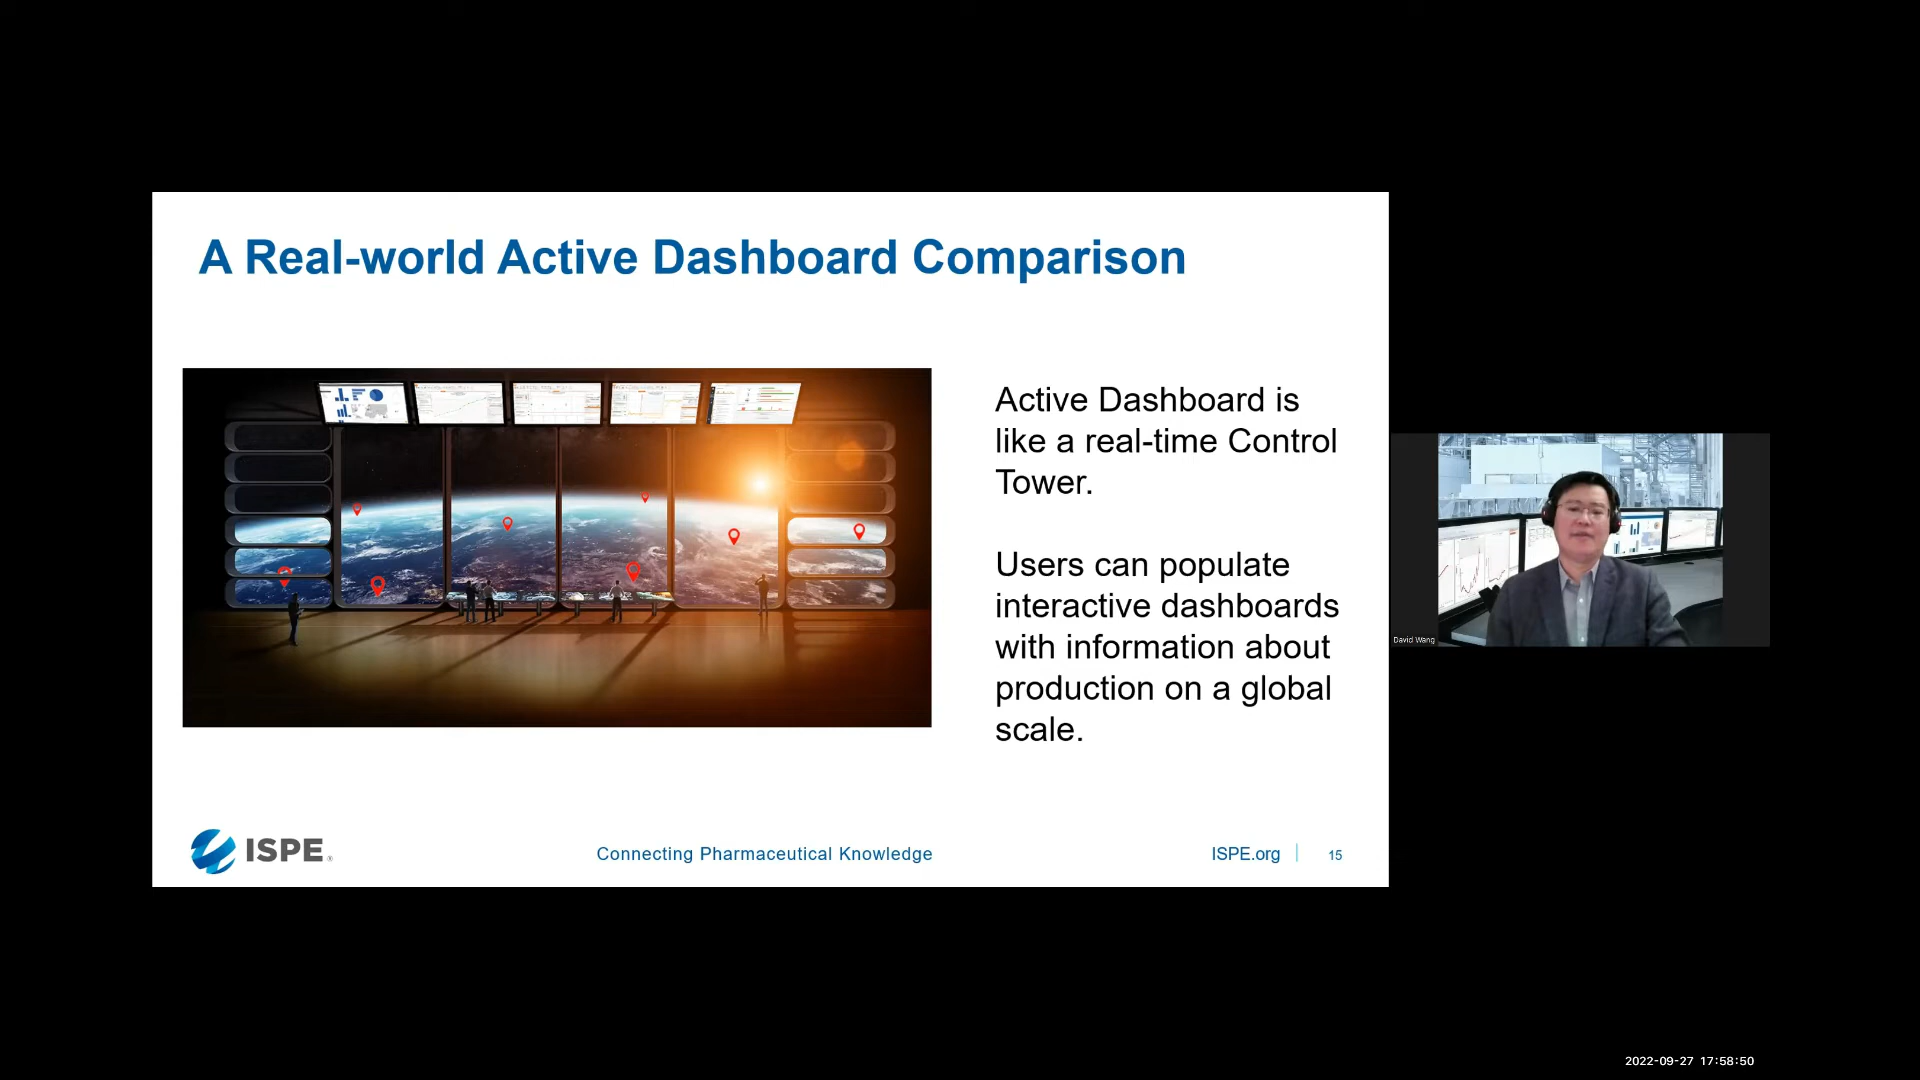 A Real-world Active Dashboard Comparison
Active Dashboard is
like a real-time Control
Tower.
Users can populate
interactive dashboards
with information about
production on a global
scale.
David Wang
ISPE®
Connecting Pharmaceutical Knowledge
ISPE.org
15
2022-09-27 17:58:50